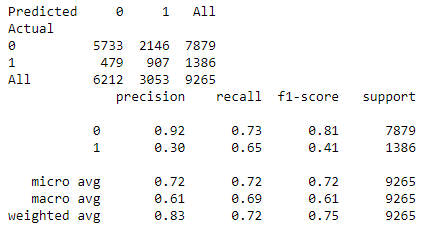 Predicted 0 1 All
Actual
0 5733 2146 7879
1 479 907 1386
All 6212 3053 9265
precision recall f1-score support
0 0.92 0.73 0.81 7879
1 0.30 0.65 0.41 1386
micro avg 0.72 0.72 0.72 9265
macro avg 0.61 0.69 0.61 9265
weighted avg 0.83 0.72 0.75 9265